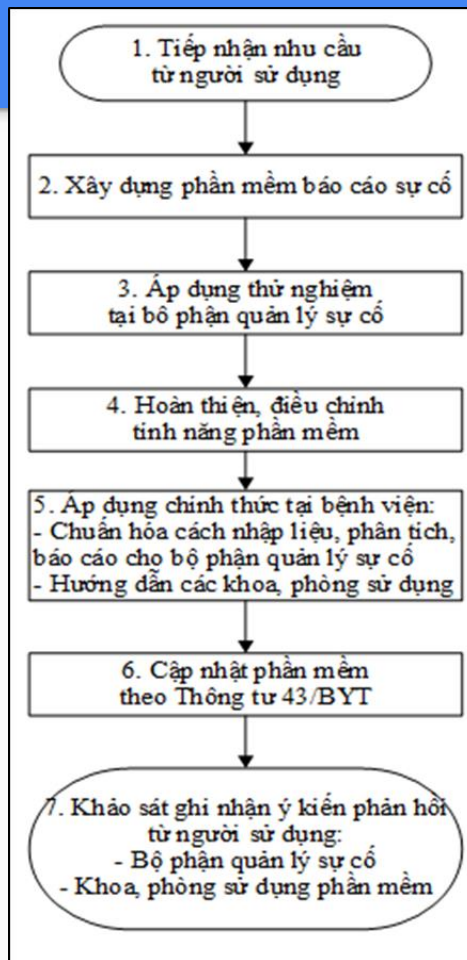 1. Tiếp nhận nhu cầu
từ người sử dụng
2. Xây dựng phần mềm báo cáo sự cố
3. Áp dụng thử nghiệm
tại bô phận quản lý sự cố
4. Hoàn thiện, điều chỉnh
tính năng phần mềm
5. Áp dụng chính thức tại bệnh viện:
- Chuẩn hóa cách nhập liệu, phân tích,
báo cáo cho bộ phận quản lý sự cố
- Hướng dẫn các khoa, phòng sử dụng
6. Cập nhật phần mềm
theo Thông tư 43/BYT
7. Khảo sát ghi nhận ý kiến phản hồi
từ người sử dụng:
- Bộ phận quản lý sự cố
- Khoa, phòng sử dụng phần mềm